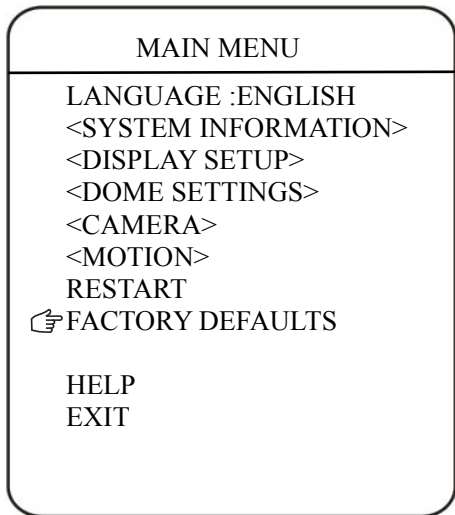 MAIN MENU
LANGUAGE :ENGLISH
<SYSTEM INFORMATION>
<DISPLAY SETUP>
<DOME SETTINGS>
<CAMERA>
<MOTION>
RESTART
FACTORY DEFAULTS
HELP
EXIT